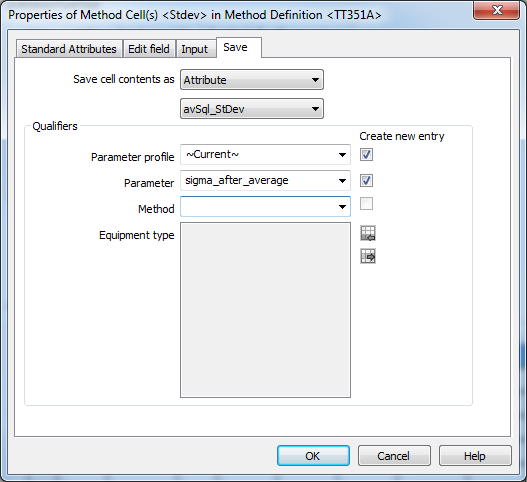 Properties of Method Cell(s) <Stdev> in Method Definition <TT351A>
Standard Attributes Edit field Input Save
Save cell contents as Attribute
avSql_StDev
Qualifiers
Create new entry
Parameter profile ~Current~
Parameter sigma_after_average
Method
Equipment type
OK Cancel Help